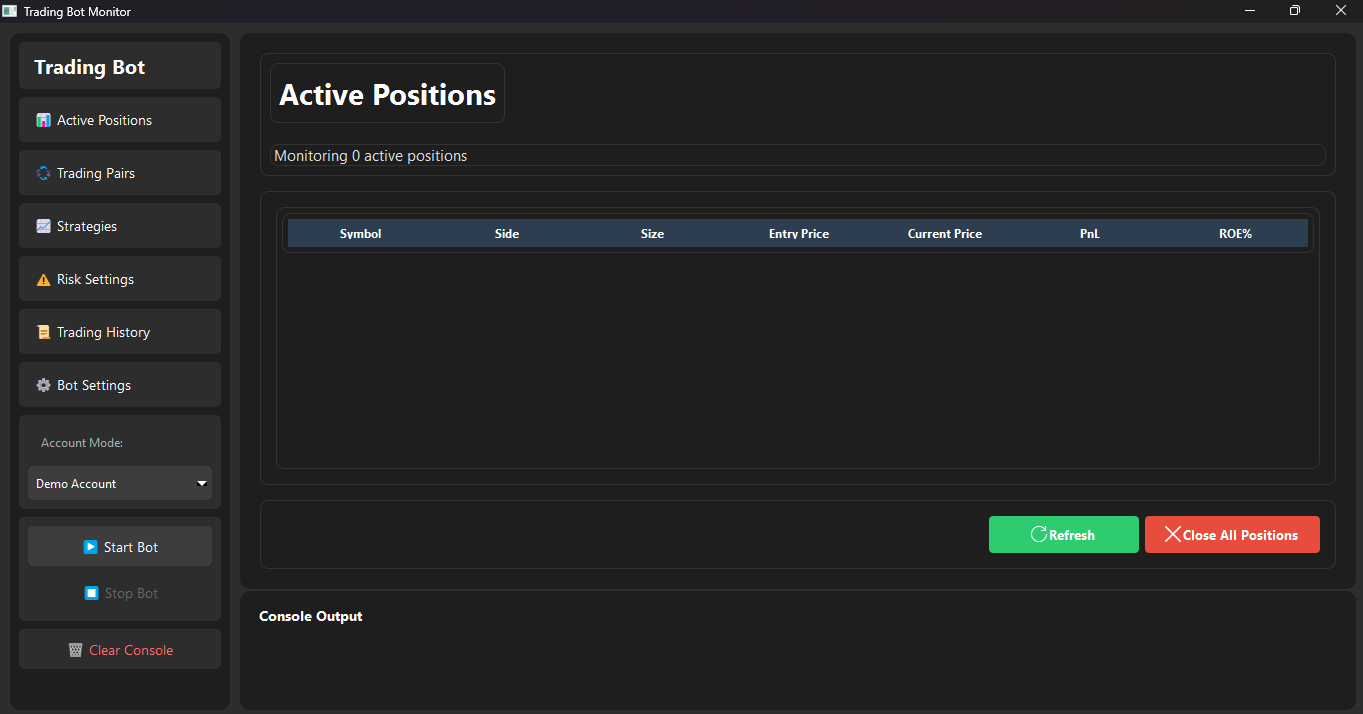 Trading Bot Monitor
Trading Bot
Active Positions
Trading Pairs
Strategies
Risk Settings
Trading History
Bot Settings
Account Mode:
Demo Account
Start Bot
Stop Bot
Clear Console
Active Positions
Monitoring 0 active positions
Symbol Side Size Entry Price Current Price PnL ROE%
Refresh Close All Positions
Console Output